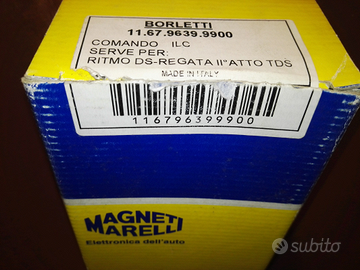 BORLETTI
11.67.9639.9900
COMANDO ILC
SERVE PER:
RITMO DS-REGATA II°ATTO TDS
MADE IN ITALY
116796399900
MAGNETI
MARELLI
Elettronica dell'auto
subito